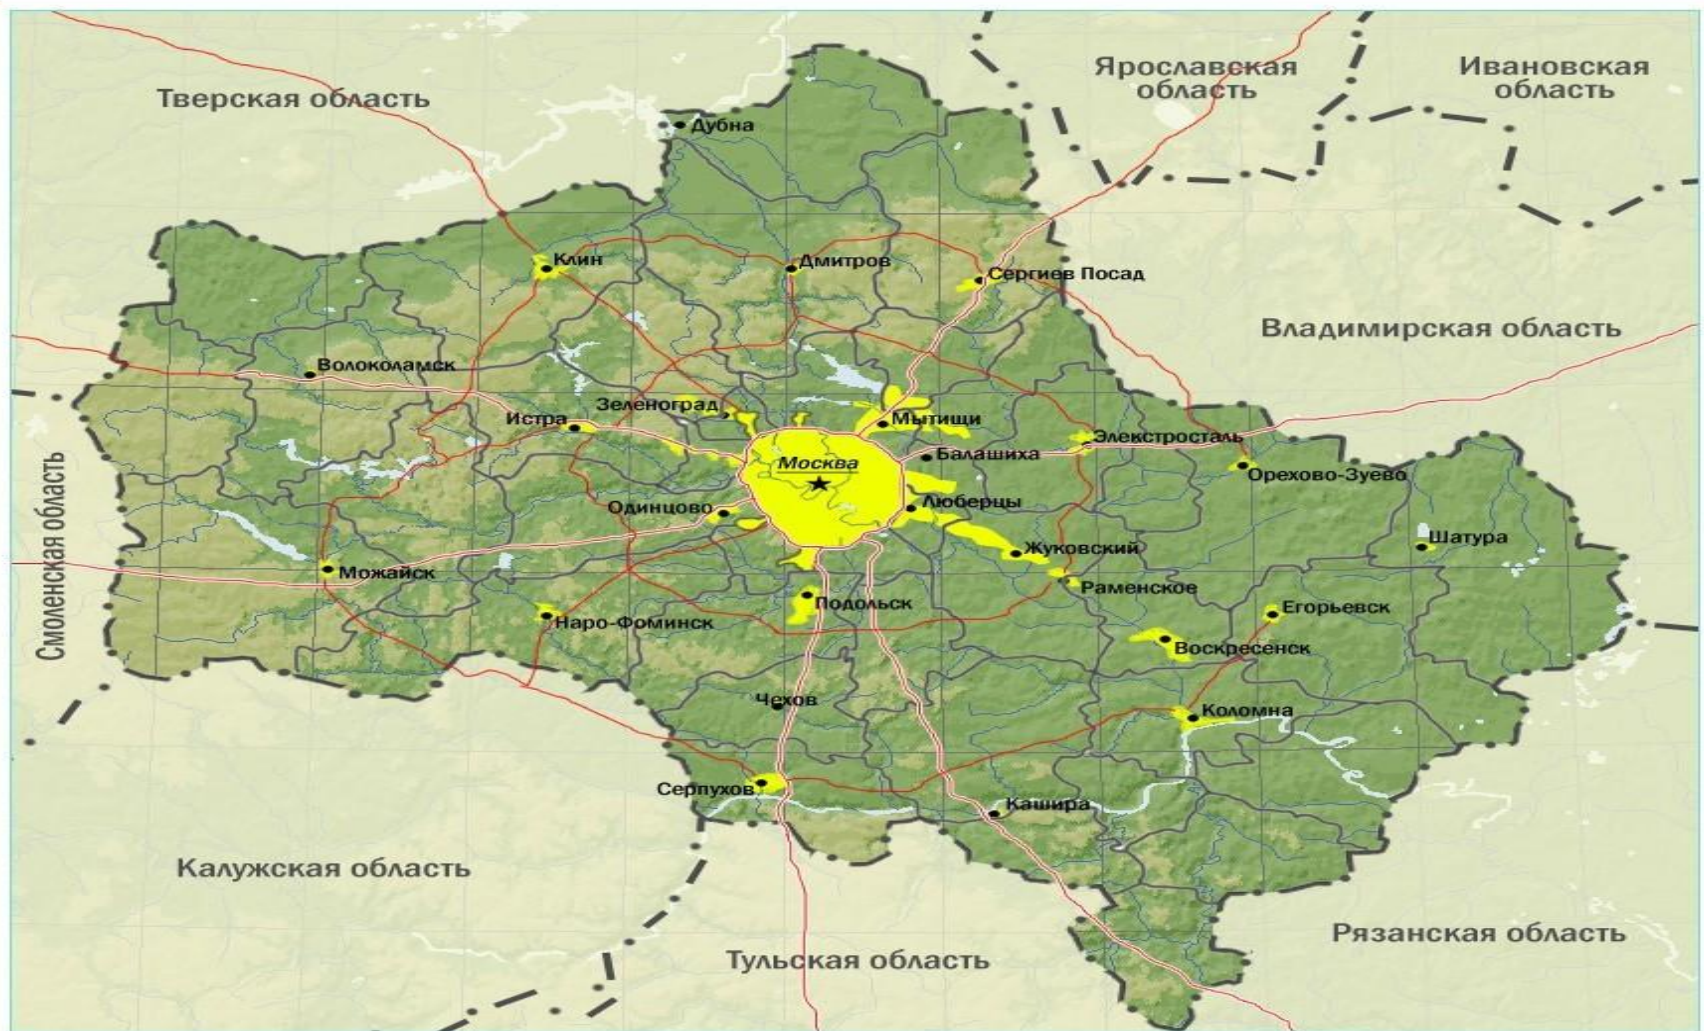 Ярославская
область
Ивановская
область
Тверская область
Дубна
Клин
Дмитров
Сергиев Посад
Владимирская область
Волоколамск
Зеленоград
Истра
Мытищи
Элекстросталь
Балашиха
Москва
Орехово-Зуево
Одинцово
Люберцы
Смоленская область
Шатура
Жуковский
Можайск
Раменское
Подольск
Егорьевск
Наро-Фоминск
Воскресенск
Чехов
Коломна
Серпухов
Кашира
Калужская область
Рязанская область
Тульская область